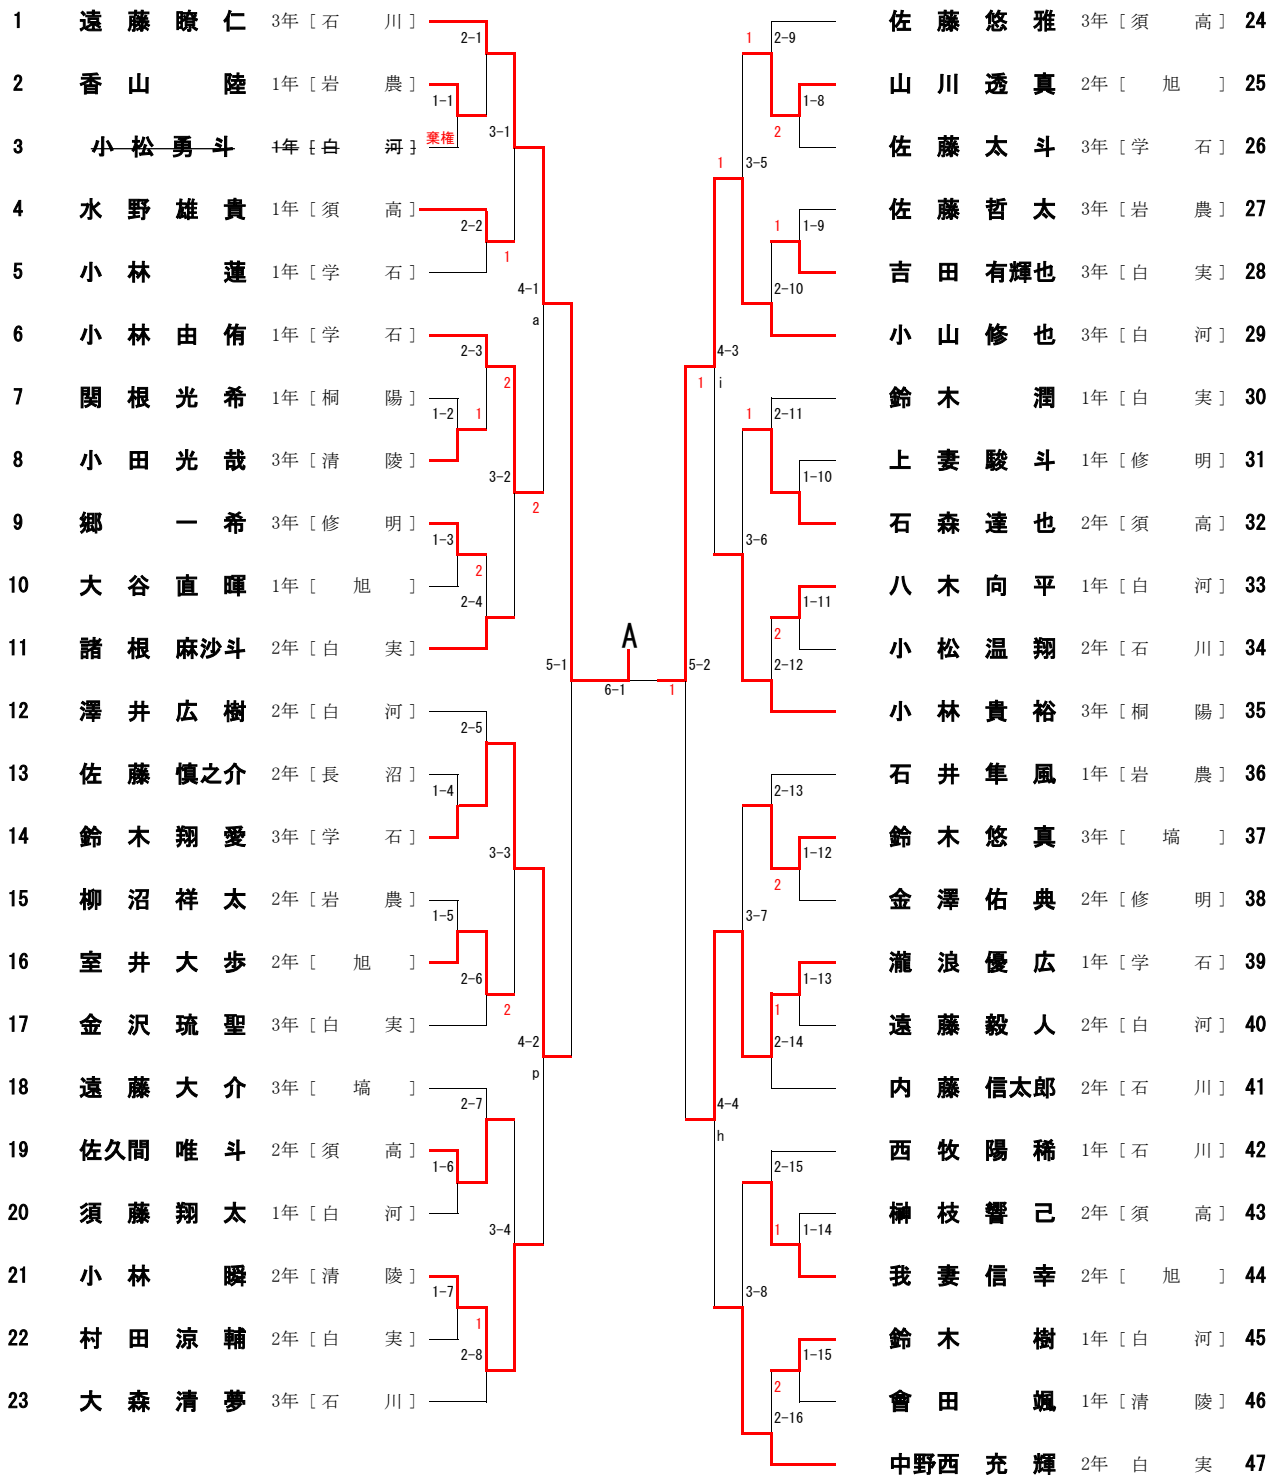 1 遠藤瞭仁 3年 [石川]
2 香山陸 1年 [岩農]
3 小松勇斗 1年 [白河]
4 水野雄貴 1年 [須高]
5 小林蓮 1年 [学石]
6 小林由侑 1年 [学石]
7 関根光希 1年 [桐陽]
8 小田光哉 3年 [清陵]
9 郷一希 3年 [修明]
10 大谷直暉 1年 [旭]
11 諸根麻沙斗 2年 [白実]
12 澤井広樹 2年 [白河]
13 佐藤慎之介 2年 [長沼]
14 鈴木翔愛 3年 [学石]
15 柳沼祥太 2年 [岩農]
16 室井大歩 2年 [旭]
17 金沢琉聖 3年 [白実]
18 遠藤大介 3年 [塙]
19 佐久間唯斗 2年 [須高]
20 須藤翔太 1年 [白河]
21 小林瞬 2年 [清陵]
22 村田涼輔 2年 [白実]
23 大森清夢 3年 [石川]
2-1
1-1
棄権
3-1
2-2
1
4-1
a
2-3
2
1-2
1
3-2
2
1-3
2
2-4
5-1
2-5
1-4
3-3
1-5
2-6
2
4-2
p
2-7
1-6
3-4
1-7
1
2-8
A
6-1
1
5-2
1
2-9
1-8
2
1
3-5
1
1-9
2-10
4-3
1
i
1
2-11
1-10
3-6
1-11
2
2-12
2-13
1-12
2
3-7
1-13
1
2-14
4-4
h
2-15
1
1-14
3-8
1-15
2
2-16
佐藤悠雅 3年 [須高] 24
山川透真 2年 [旭] 25
佐藤太斗 3年 [学石] 26
佐藤哲太 3年 [岩農] 27
吉田有輝也 3年 [白実] 28
小山修也 3年 [白河] 29
鈴木潤 1年 [白実] 30
上妻駿斗 1年 [修明] 31
石森達也 2年 [須高] 32
八木向平 1年 [白河] 33
小松温翔 2年 [石川] 34
小林貴裕 3年 [桐陽] 35
石井隼風 1年 [岩農] 36
鈴木悠真 3年 [塙] 37
金澤佑典 2年 [修明] 38
瀧浪優広 1年 [学石] 39
遠藤毅人 2年 [白河] 40
内藤信太郎 2年 [石川] 41
西牧陽稀 1年 [石川] 42
榊枝響己 2年 [須高] 43
我妻信幸 2年 [旭] 44
鈴木樹 1年 [白河] 45
會田颯 1年 [清陵] 46
中野西充輝 2年 白実 47